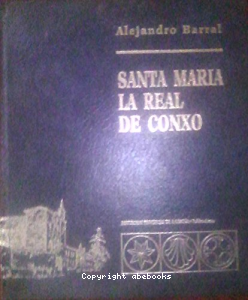 Alejandro Barral
SANTA MARIA
LA REAL
DE CONXO
Copyright abebooks